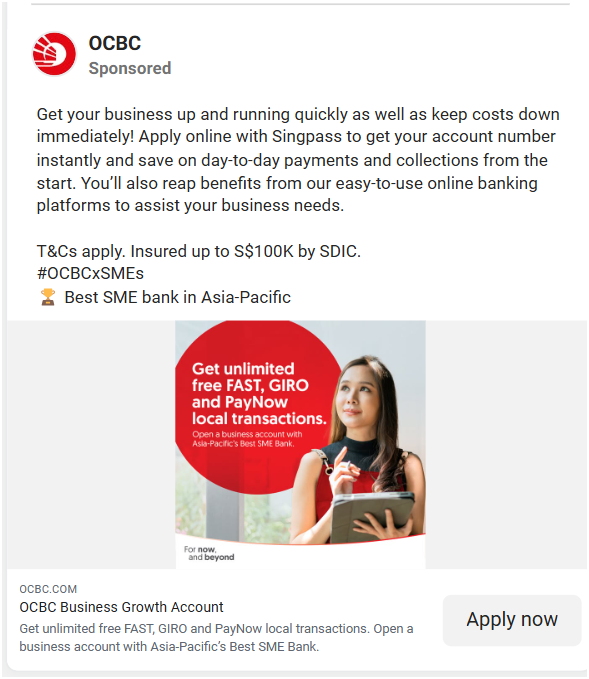 OCBC
Sponsored
Get your business up and running quickly as well as keep costs down
immediately! Apply online with Singpass to get your account number
instantly and save on day-to-day payments and collections from the
start. You’ll also reap benefits from our easy-to-use online banking
platforms to assist your business needs.
T&Cs apply. Insured up to S$100K by SDIC.
#OCBCxSMEs
🏆 Best SME bank in Asia-Pacific
Get unlimited
free FAST, GIRO
and PayNow
local transactions.
Open a business account with
Asia-Pacific's Best SME Bank.
For now,
and beyond
OCBC.COM
OCBC Business Growth Account
Get unlimited free FAST, GIRO and PayNow local transactions. Open a
business account with Asia-Pacific’s Best SME Bank.
Apply now